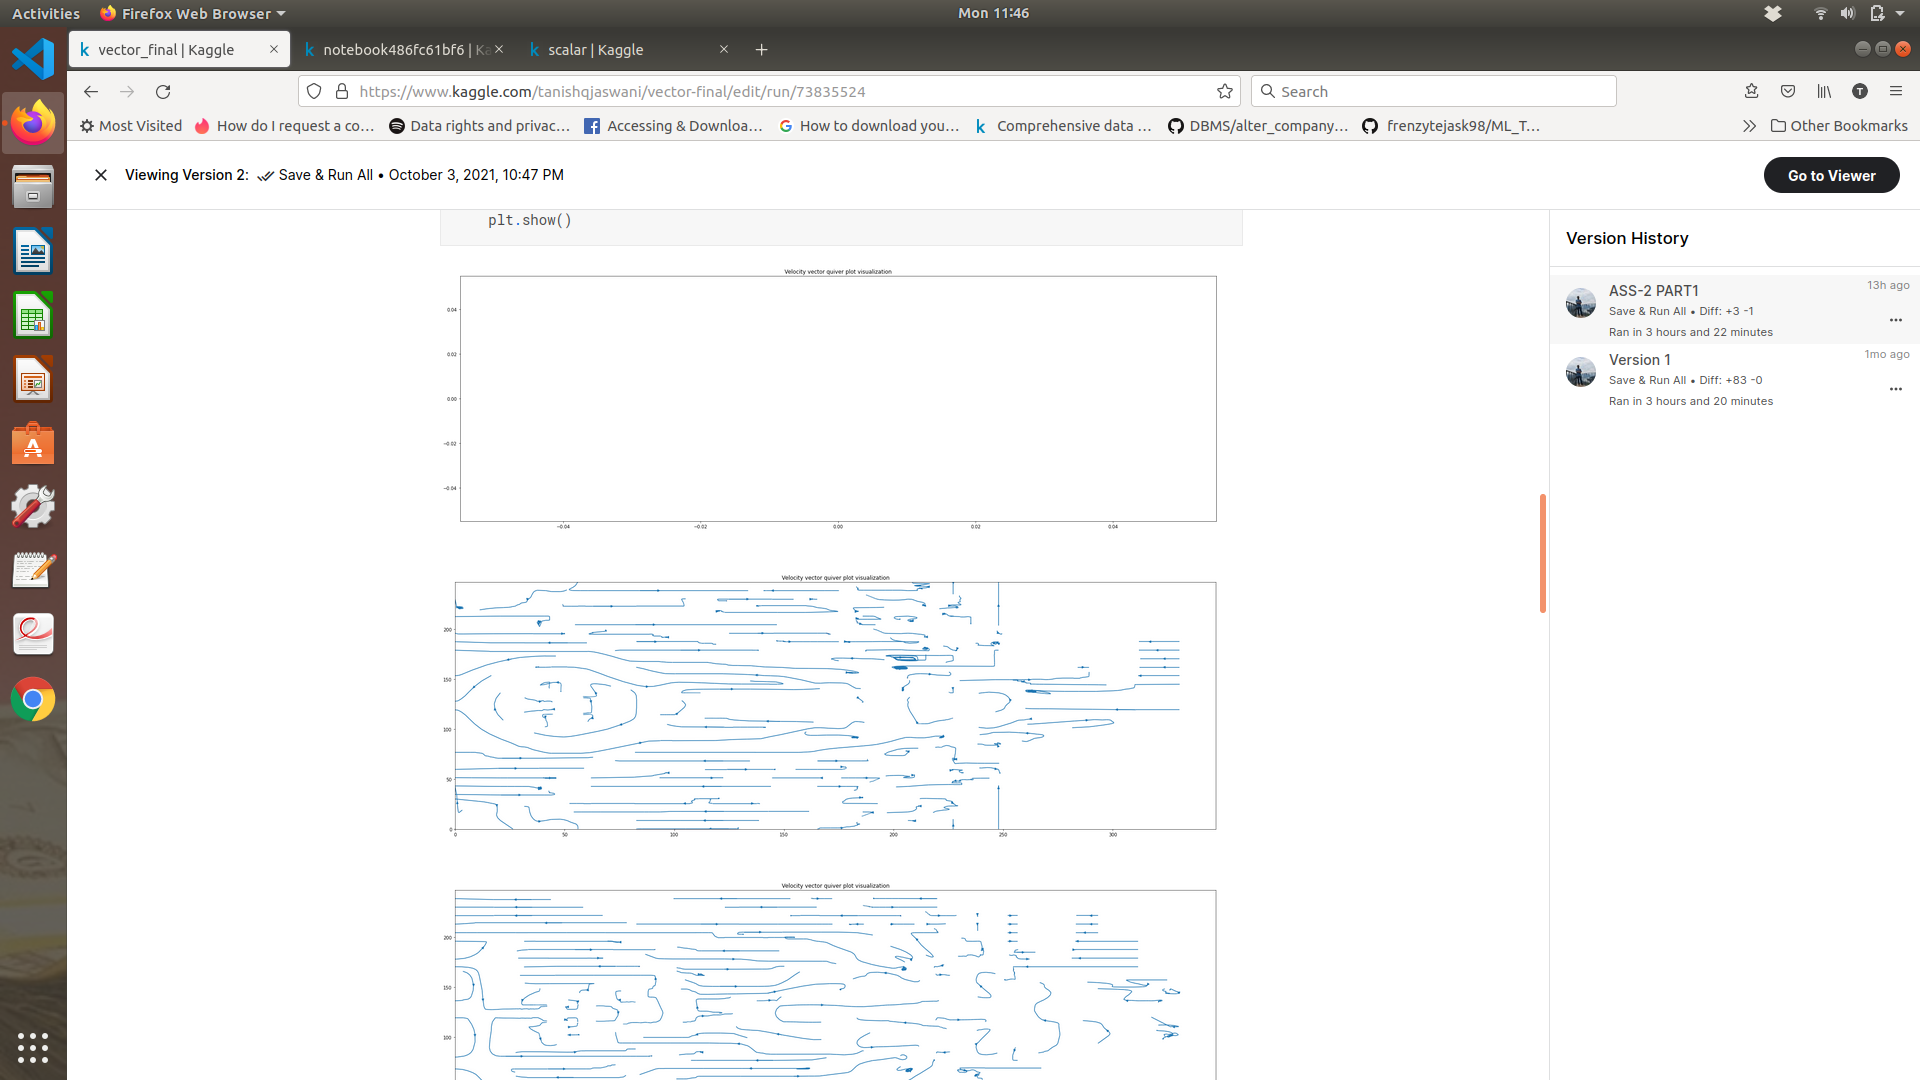 Activities Firefox Web Browser Mon 11:46
vector_final | Kaggle notebook486fc61bf6 | Ka scalar | Kaggle
https://www.kaggle.com/tanishqjaswani/vector-final/edit/run/73835524 Search T
Most Visited How do I request a co… Data rights and privac… Accessing & Downloa… How to download you… Comprehensive data … DBMS/alter_company… frenzytejask98/ML_T… Other Bookmarks
Viewing Version 2: Save & Run All • October 3, 2021, 10:47 PM Go to Viewer
plt.show()
Version History
ASS-2 PART1 13h ago
Save & Run All • Diff: +3 -1
Ran in 3 hours and 22 minutes
Version 1 1mo ago
Save & Run All • Diff: +83 -0
Ran in 3 hours and 20 minutes
Velocity vector quiver plot visualization
0.04
0.02
0.00
−0.02
−0.04
−0.04 −0.02 0.00 0.02 0.04
Velocity vector quiver plot visualization
200
150
100
50
0
0 50 100 150 200 250 300
Velocity vector quiver plot visualization
200
150
100